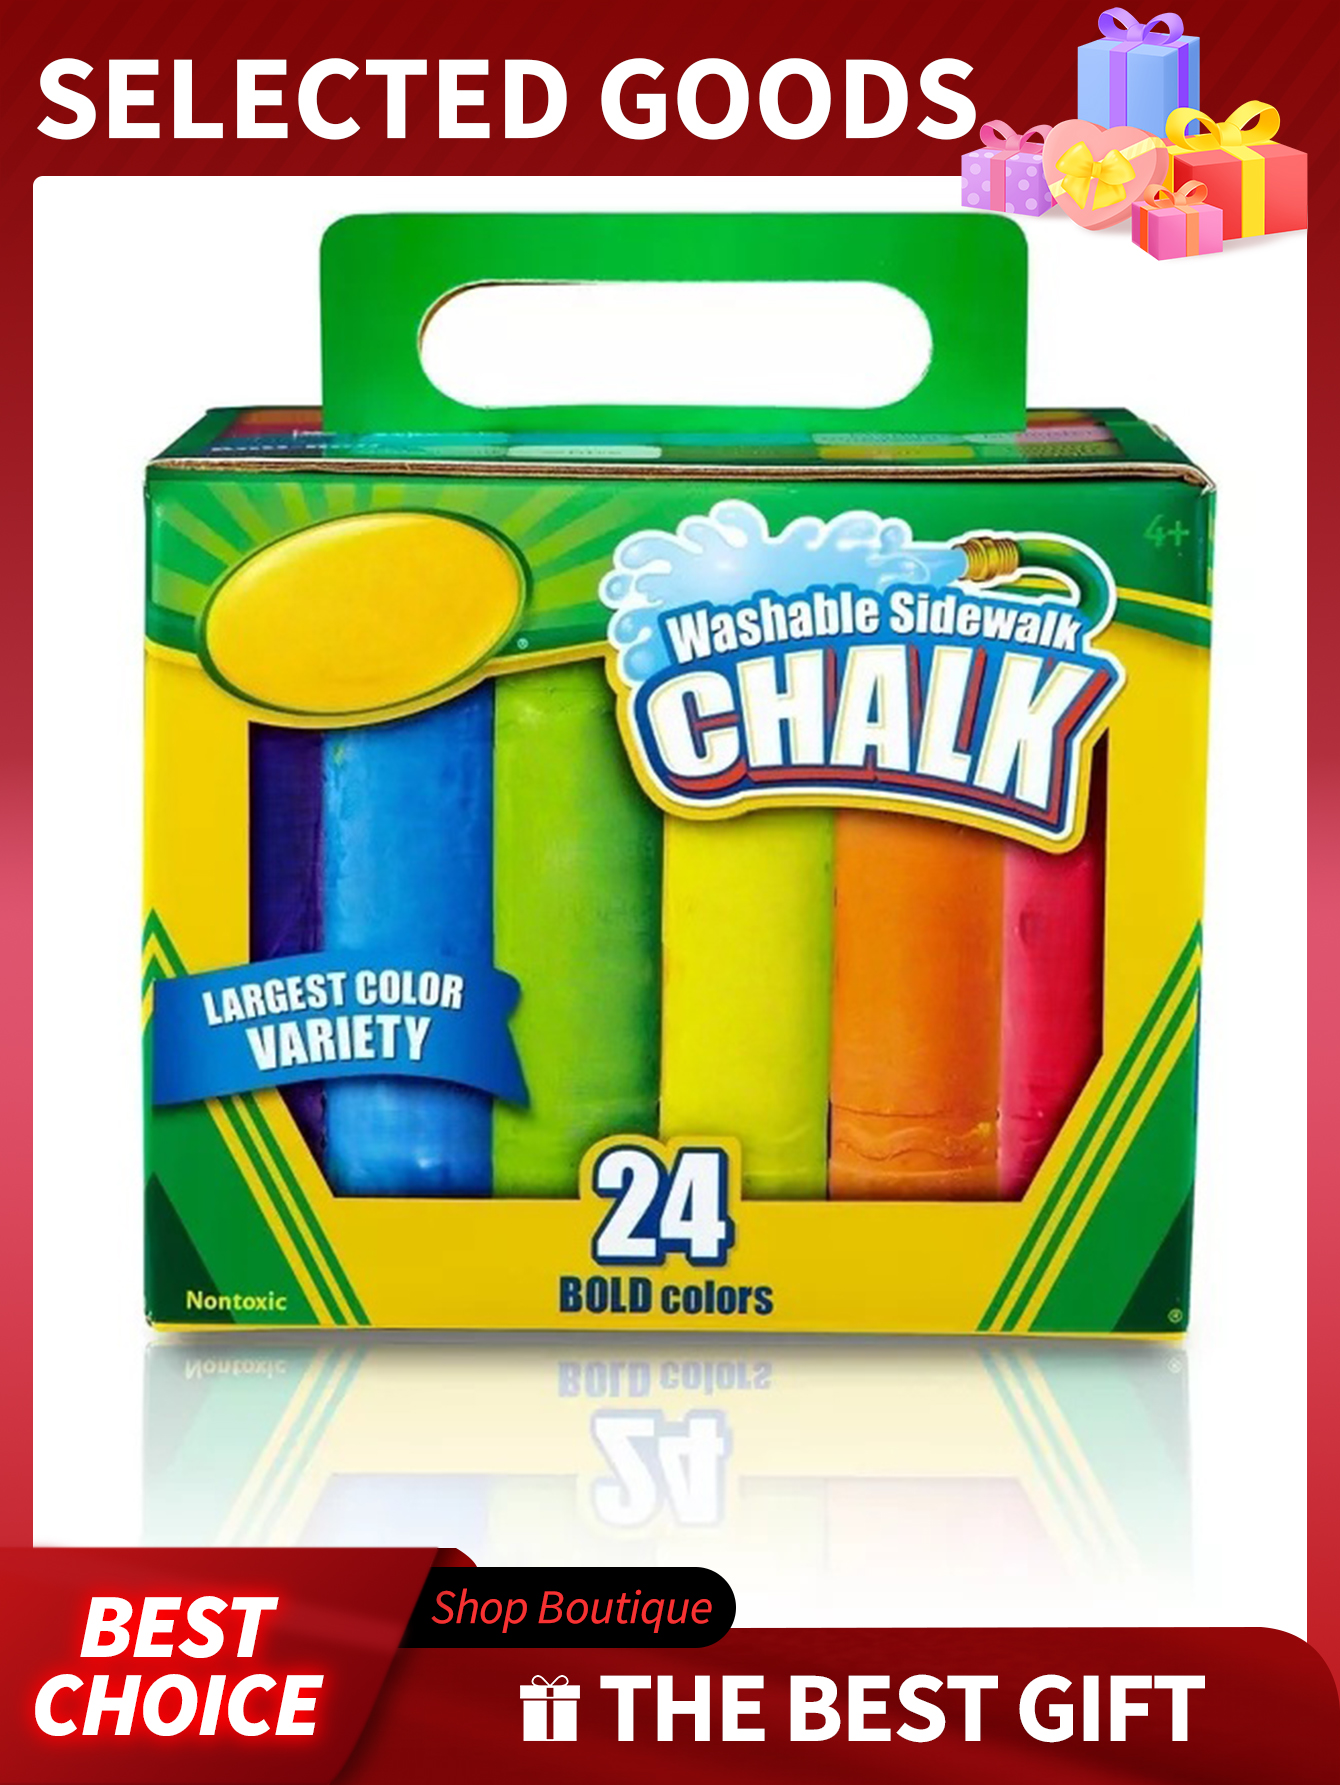 SELECTED GOODS
4+
Washable Sidewalk
CHALK
®
LARGEST COLOR
VARIETY
24
BOLD colors
Nontoxic
®
BEST
CHOICE
Shop Boutique
THE BEST GIFT